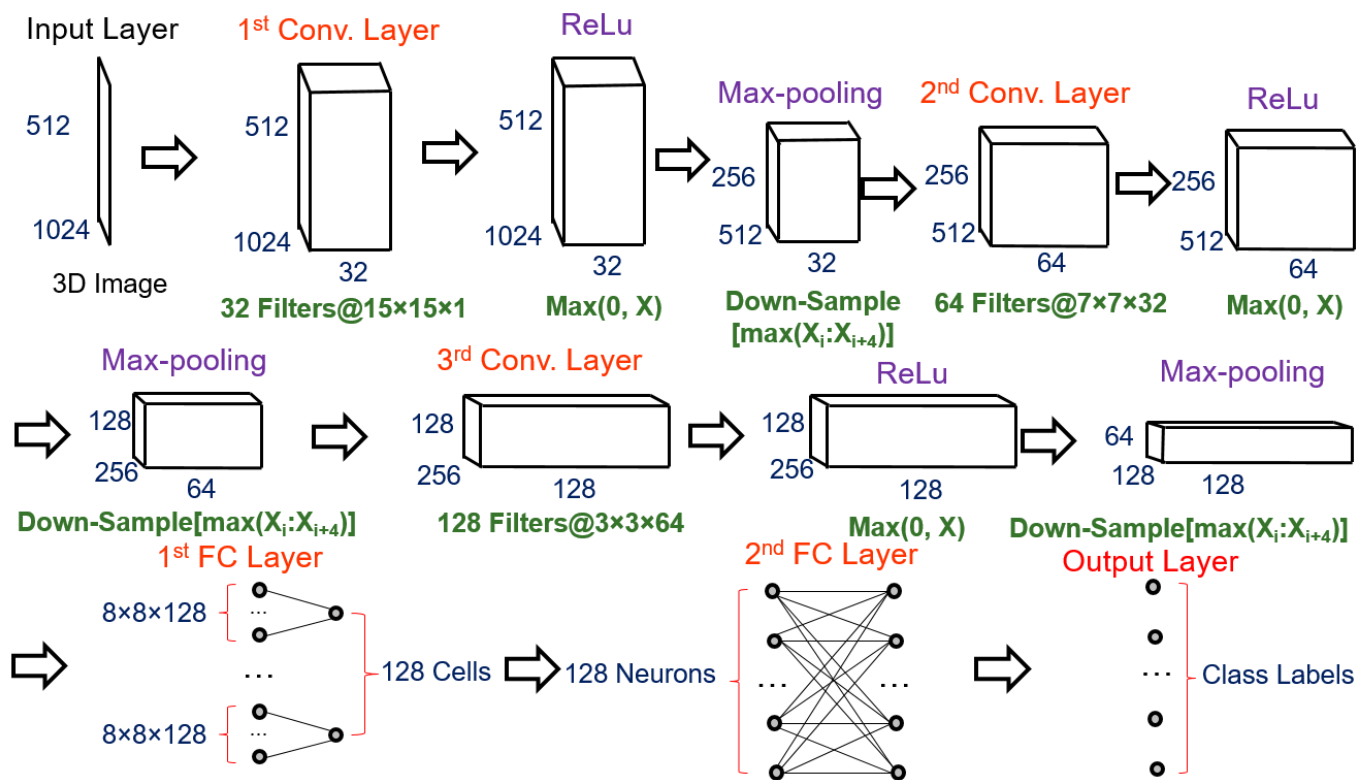 Input Layer
512
1024
3D Image
1st Conv. Layer
512
1024
32
32 Filters@15×15×1
ReLu
512
1024
32
Max(0, X)
Max-pooling
256
512
32
Down-Sample
[max(Xi:Xi+4)]
2nd Conv. Layer
256
512
64
64 Filters@7×7×32
ReLu
256
512
64
Max(0, X)
Max-pooling
128
256
64
Down-Sample[max(Xi:Xi+4)]
3rd Conv. Layer
128
256
128
128 Filters@3×3×64
ReLu
128
256
128
Max(0, X)
Max-pooling
64
128
128
Down-Sample[max(Xi:Xi+4)]
1st FC Layer
8×8×128
...
...
8×8×128
...
128 Cells
2nd FC Layer
128 Neurons
...
...
Output Layer
...
Class Labels